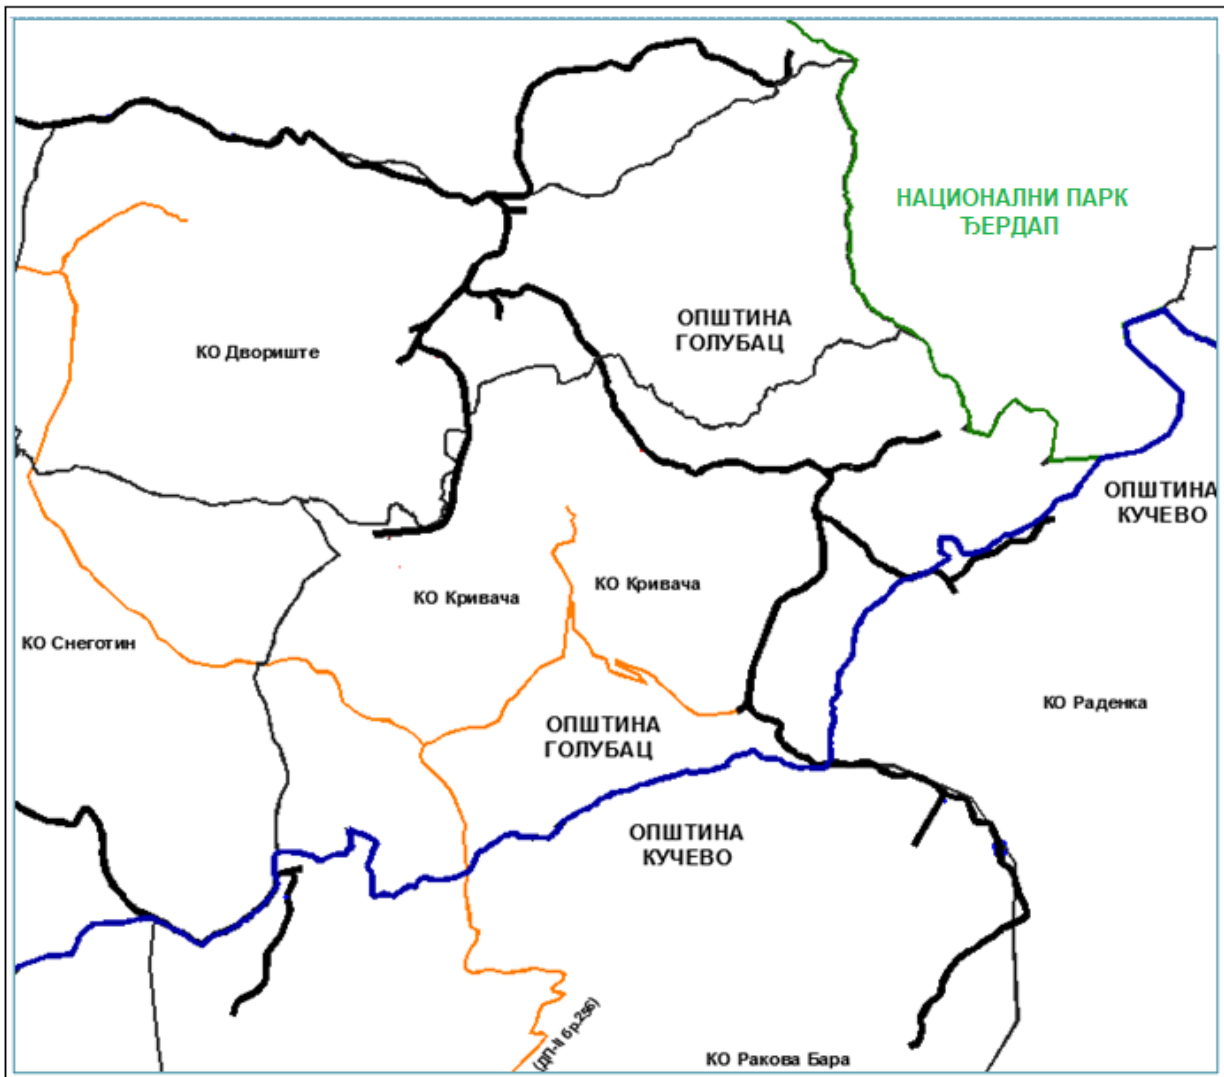 НАЦИОНАЛНИ ПАРК
ЂЕРДАП
ОПШТИНА
ГОЛУБАЦ
КО Двориште
ОПШТИНА
КУЧЕВО
КО Кривача
КО Кривача
КО Снеготин
КО Раденка
ОПШТИНА
ГОЛУБАЦ
ОПШТИНА
КУЧЕВО
(ДП-II бр.256)
КО Ракова Бара